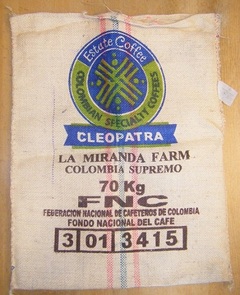 Estate Coffee
COLOMBIAN SPECIALTY COFFEES
CLEOPATRA
LA MIRANDA FARM
COLOMBIA SUPREMO
70 Kg
FNC
FEDERACION NACIONAL DE CAFETEROS DE COLOMBIA
FONDO NACIONAL DEL CAFE
3 01 3415